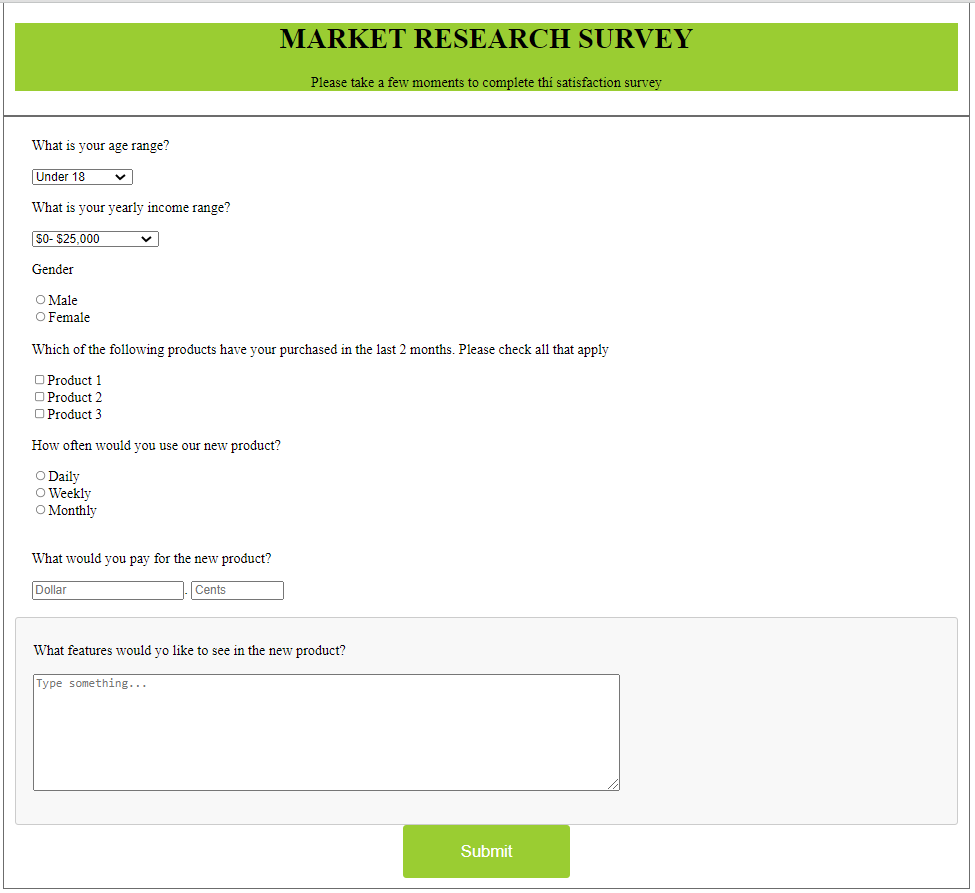 MARKET RESEARCH SURVEY
Please take a few moments to complete thí satisfaction survey
What is your age range?
Under 18
What is your yearly income range?
$0- $25,000
Gender
Male
Female
Which of the following products have your purchased in the last 2 months. Please check all that apply
Product 1
Product 2
Product 3
How often would you use our new product?
Daily
Weekly
Monthly
What would you pay for the new product?
Dollar . Cents
What features would yo like to see in the new product?
Type something...
Submit